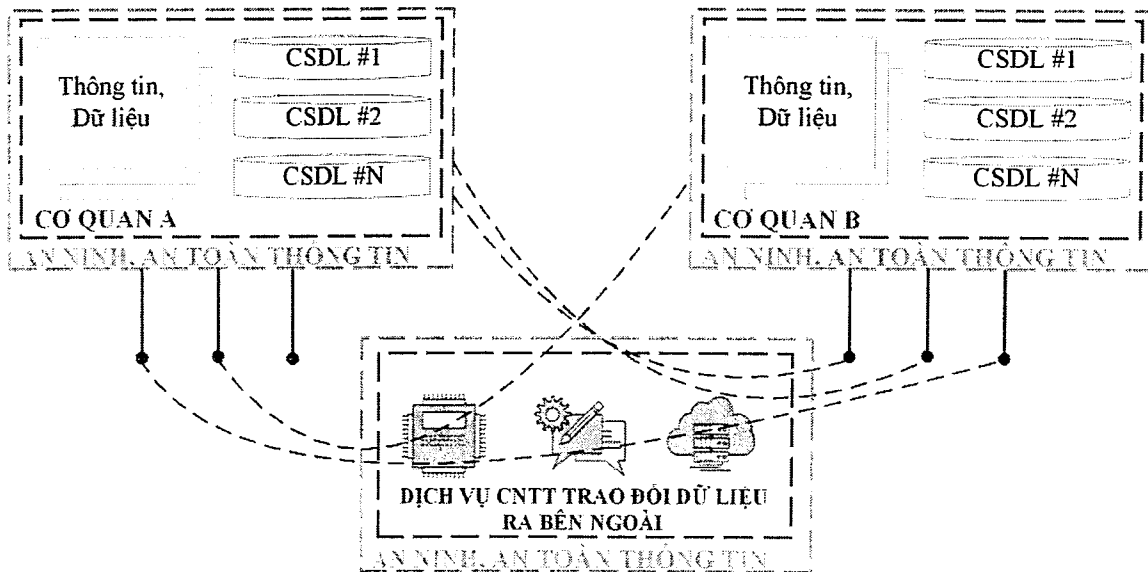 Thông tin,
Dữ liệu
CSDL #1
CSDL #2
CSDL #N
CƠ QUAN A
AN NINH, AN TOÀN THÔNG TIN
Thông tin,
Dữ liệu
CSDL #1
CSDL #2
CSDL #N
CƠ QUAN B
AN NINH, AN TOÀN THÔNG TIN
DỊCH VỤ CNTT TRAO ĐỔI DỮ LIỆU
RA BÊN NGOÀI
AN NINH, AN TOÀN THÔNG TIN